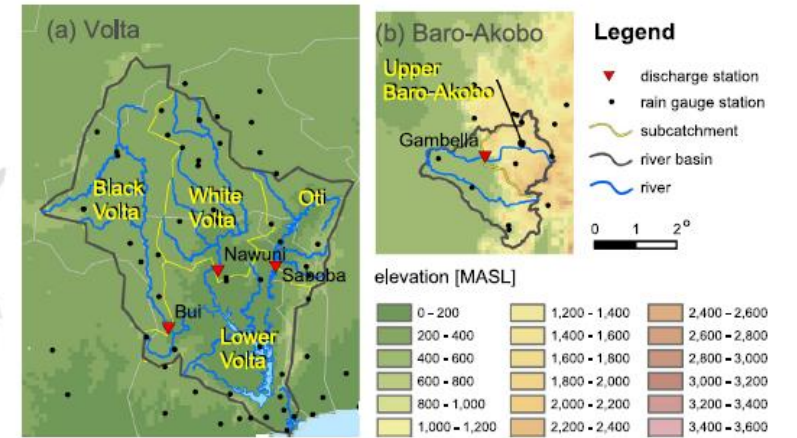 (a) Volta
Black
Volta
White
Volta
Oti
Nawuni
Saboba
Bui
Lower
Volta
(b) Baro-Akobo
Upper
Baro-Akobo
Gambella
Legend
discharge station
rain gauge station
subcatchment
river basin
river
0 1 2°
elevation [MASL]
0 - 200
200 - 400
400 - 600
600 - 800
800 - 1,000
1,000 - 1,200
1,200 - 1,400
1,400 - 1,600
1,600 - 1,800
1,800 - 2,000
2,000 - 2,200
2,200 - 2,400
2,400 - 2,600
2,600 - 2,800
2,800 - 3,000
3,000 - 3,200
3,200 - 3,400
3,400 - 3,600